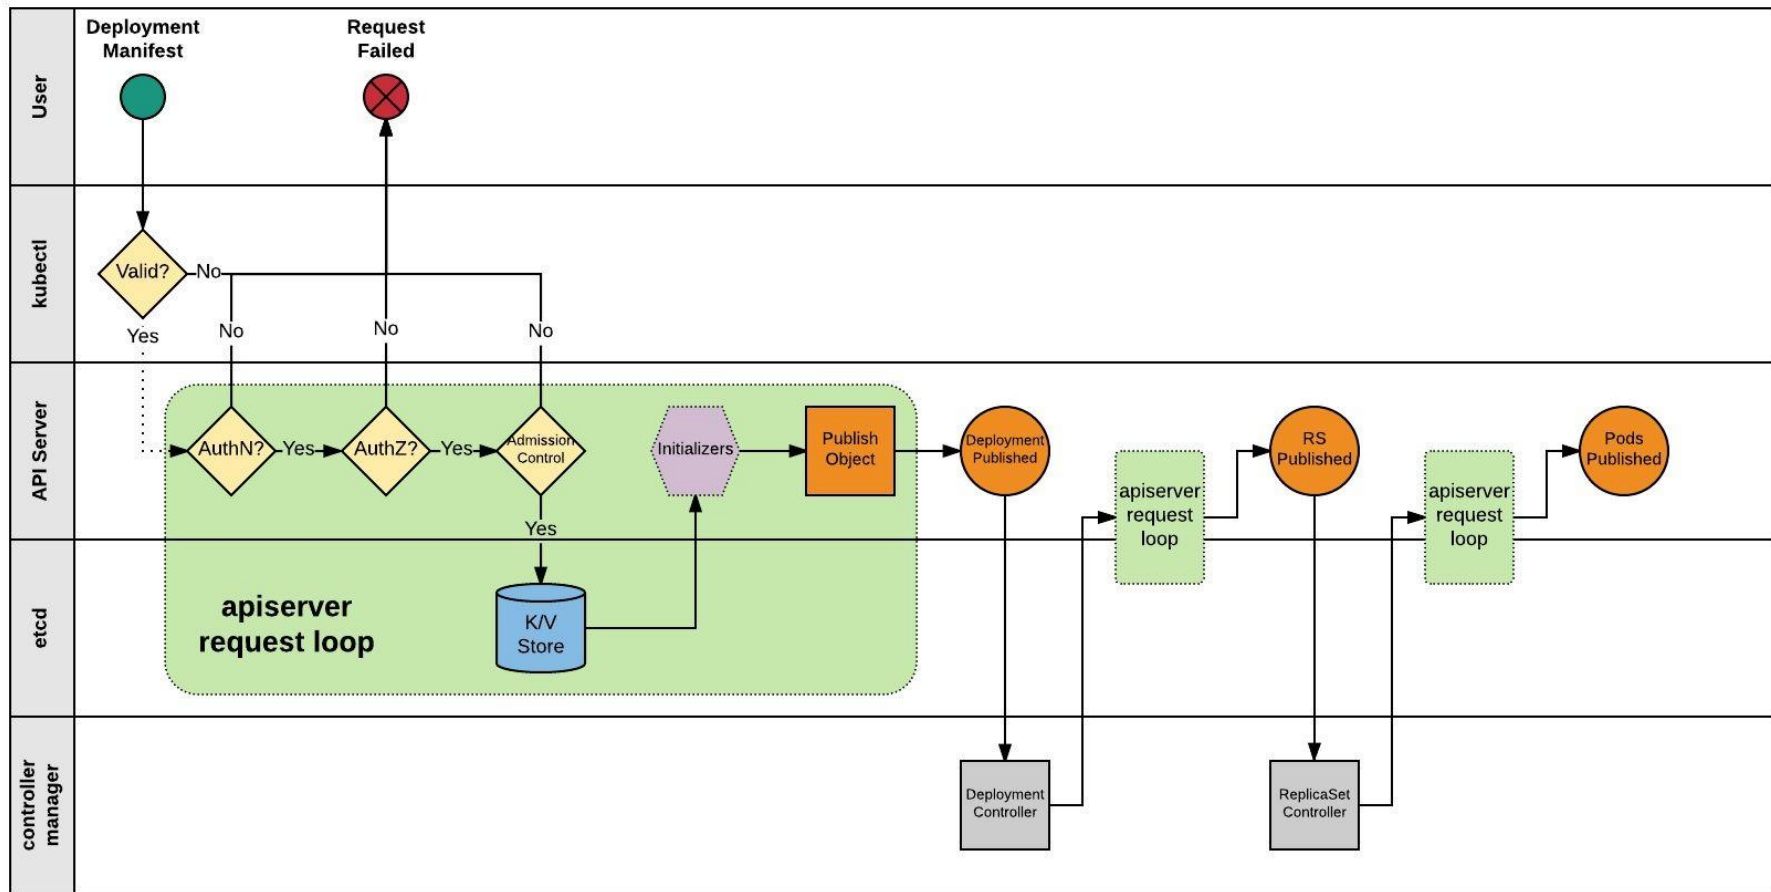 User
Deployment
Manifest
Request
Failed
kubectl
Valid?
No
Yes
No
No
No
API Server
AuthN?
Yes
AuthZ?
Yes
Admission
Control
Yes
Initializers
Publish
Object
Deployment
Published
apiserver
request
loop
RS
Published
apiserver
request
loop
Pods
Published
etcd
apiserver
request loop
K/V
Store
controller
manager
Deployment
Controller
ReplicaSet
Controller